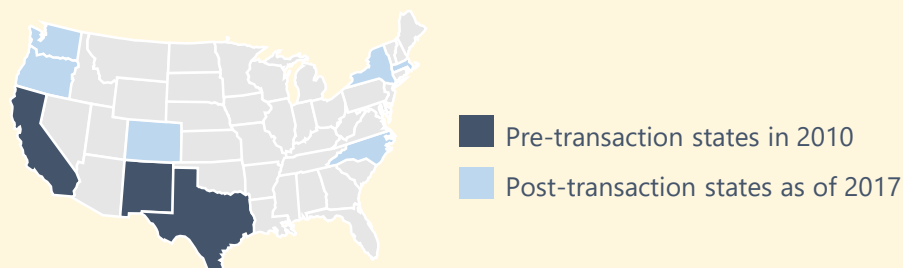 Pre-transaction states in 2010
Post-transaction states as of 2017